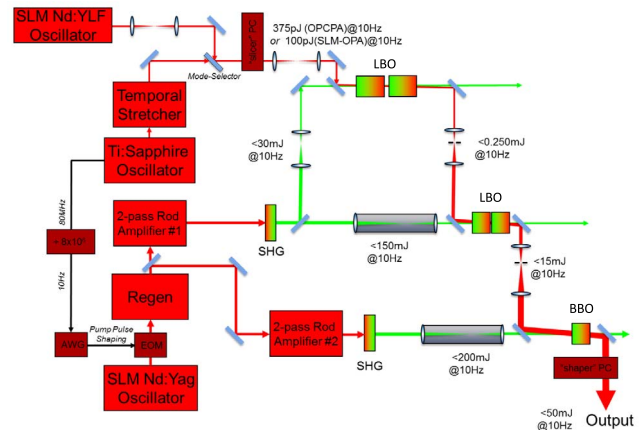 SLM Nd:YLF
Oscillator
"slicer" PC
375pJ (OPCPA)@10Hz
or 100pJ(SLM-OPA)@10Hz
Mode-Selector
LBO
Temporal
Stretcher
Ti:Sapphire
Oscillator
<30mJ
@10Hz
<0.250mJ
@10Hz
80MHz
LBO
2-pass Rod
Amplifier #1
SHG
<150mJ
@10Hz
<15mJ
@10Hz
10Hz
Regen
BBO
Pump Pulse
Shaping
AWG
EOM
2-pass Rod
Amplifier #2
SHG
<200mJ
@10Hz
"shaper" PC
SLM Nd:Yag
Oscillator
<50mJ
@10Hz
Output